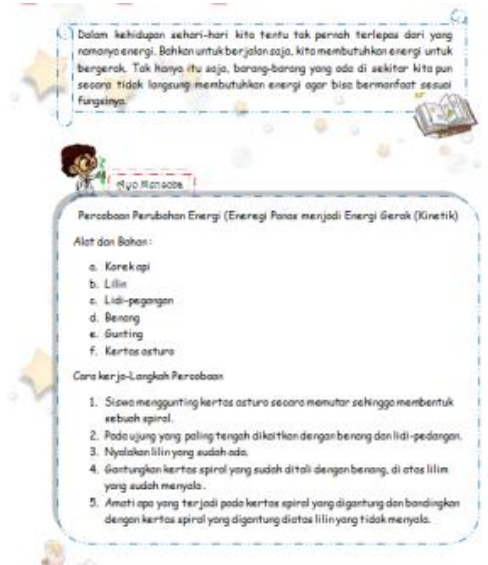 Dalam kehidupan sehari-hari kita tentu tak pernah terlepas dari yang
namanya energi. Bahkan untuk berjalan saja, kita membutuhkan energi untuk
bergerak. Tak hanya itu saja, barang-barang yang ada di sekitar kita pun
secara tidak langsung membutuhkan energi agar bisa bermanfaat sesuai
fungsinya.
Ayo Mencoba
Percobaan Perubahan Energi (Eneregi Panas menjadi Energi Gerak (Kinetik)
Alat dan Bahan :
a. Korek api
b. Lilin
c. Lidi-pegangan
d. Benang
e. Gunting
f. Kertas asturo
Cara kerja-Langkah Percobaan
1. Siswa menggunting kertas asturo secara memutar sehingga membentuk
sebuah spiral.
2. Pada ujung yang paling tengah dikaitkan dengan benang dan lidi-pedangan.
3. Nyalakan lilin yang sudah ada.
4. Gantungkan kertas spiral yang sudah ditali dengan benang, di atas lilim
yang sudah menyala.
5. Amati apa yang terjadi pada kertas spiral yang digantung dan bandingkan
dengan kertas spiral yang digantung diatas lilin yang tidak menyala.